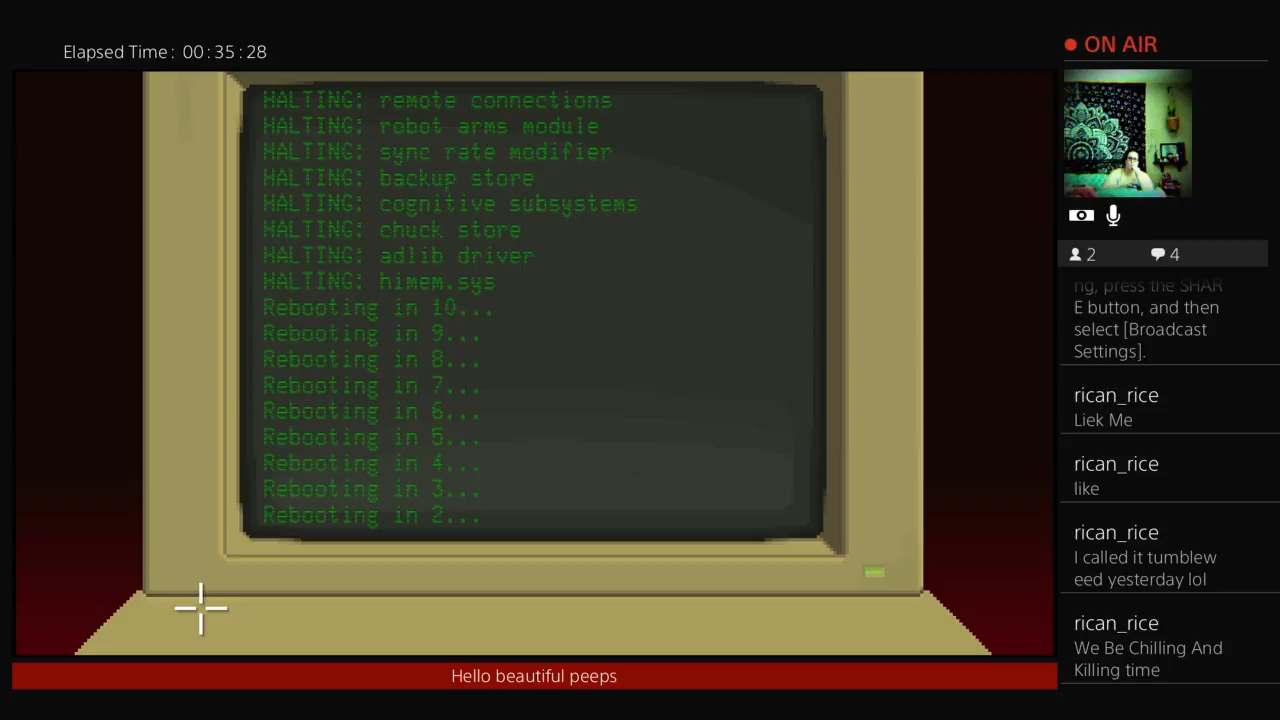 Elapsed Time: 00:35:28
HALTING: remote connections
HALTING: robot arms module
HALTING: sync rate modifier
HALTING: backup store
HALTING: cognitive subsystems
HALTING: chuck store
HALTING: adlib driver
HALTING: himem.sys
Rebooting in 10...
Rebooting in 9...
Rebooting in 8...
Rebooting in 7...
Rebooting in 6...
Rebooting in 5...
Rebooting in 4...
Rebooting in 3...
Rebooting in 2...
Hello beautiful peeps
ON AIR
2 4
ng, press the SHAR
E button, and then
select [Broadcast
Settings].
rican_rice
Liek Me
rican_rice
like
rican_rice
I called it tumblew
eed yesterday lol
rican_rice
We Be Chilling And
Killing time